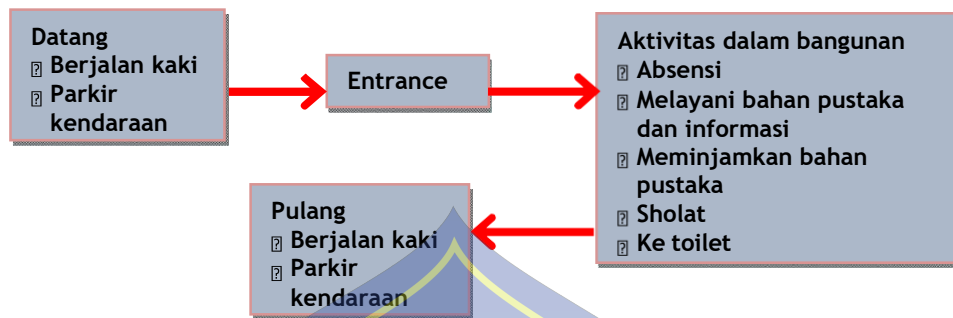 Datang
Berjalan kaki
Parkir
kendaraan
Entrance
Aktivitas dalam bangunan
Absensi
Melayani bahan pustaka
dan informasi
Meminjamkan bahan
pustaka
Sholat
Ke toilet
Pulang
Berjalan kaki
Parkir
kendaraan